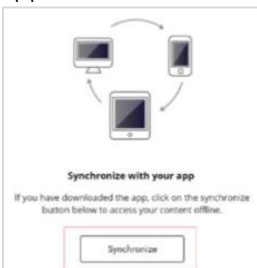 Synchronize with your app
If you have downloaded the app, click on the synchronize
button below to access your content offline.
Synchronize